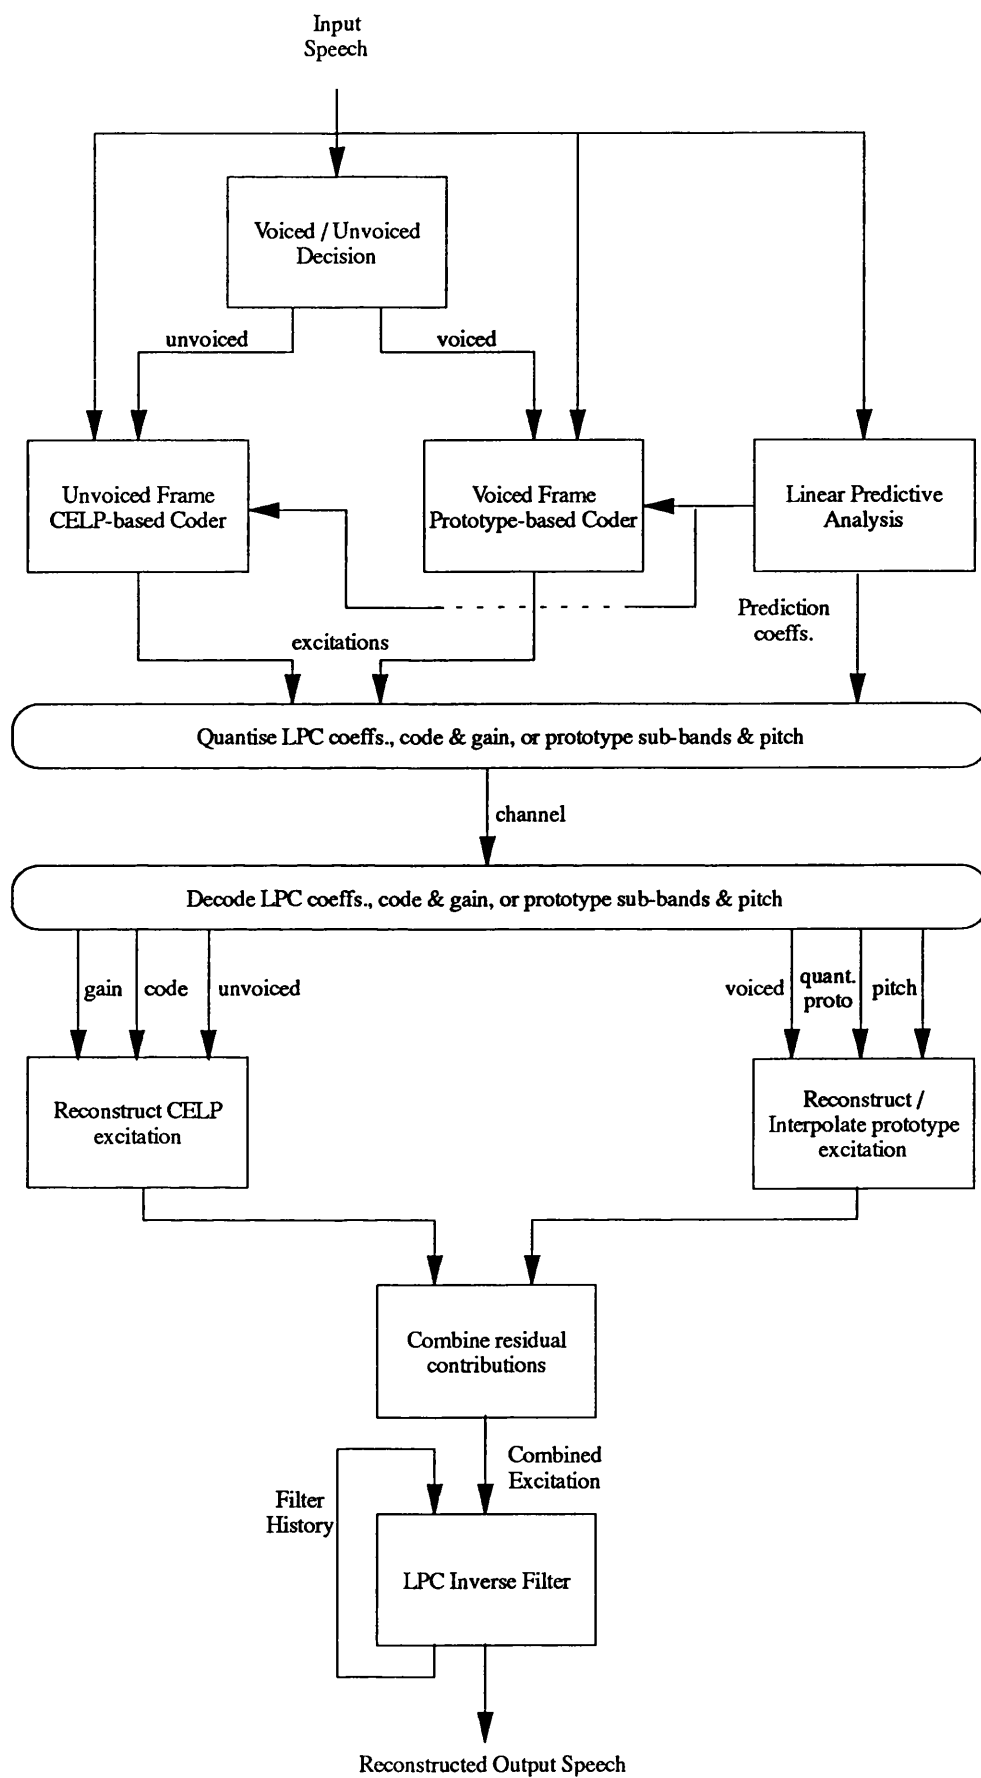 Input
Speech
Voiced / Unvoiced
Decision
unvoiced
voiced
Unvoiced Frame
CELP-based Coder
Voiced Frame
Prototype-based Coder
Linear Predictive
Analysis
Prediction
coeffs.
excitations
Quantise LPC coeffs., code & gain, or prototype sub-bands & pitch
channel
Decode LPC coeffs., code & gain, or prototype sub-bands & pitch
gain
code
unvoiced
voiced
quant.
proto
pitch
Reconstruct CELP
excitation
Reconstruct /
Interpolate prototype
excitation
Combine residual
contributions
Combined
Excitation
Filter
History
LPC Inverse Filter
Reconstructed Output Speech